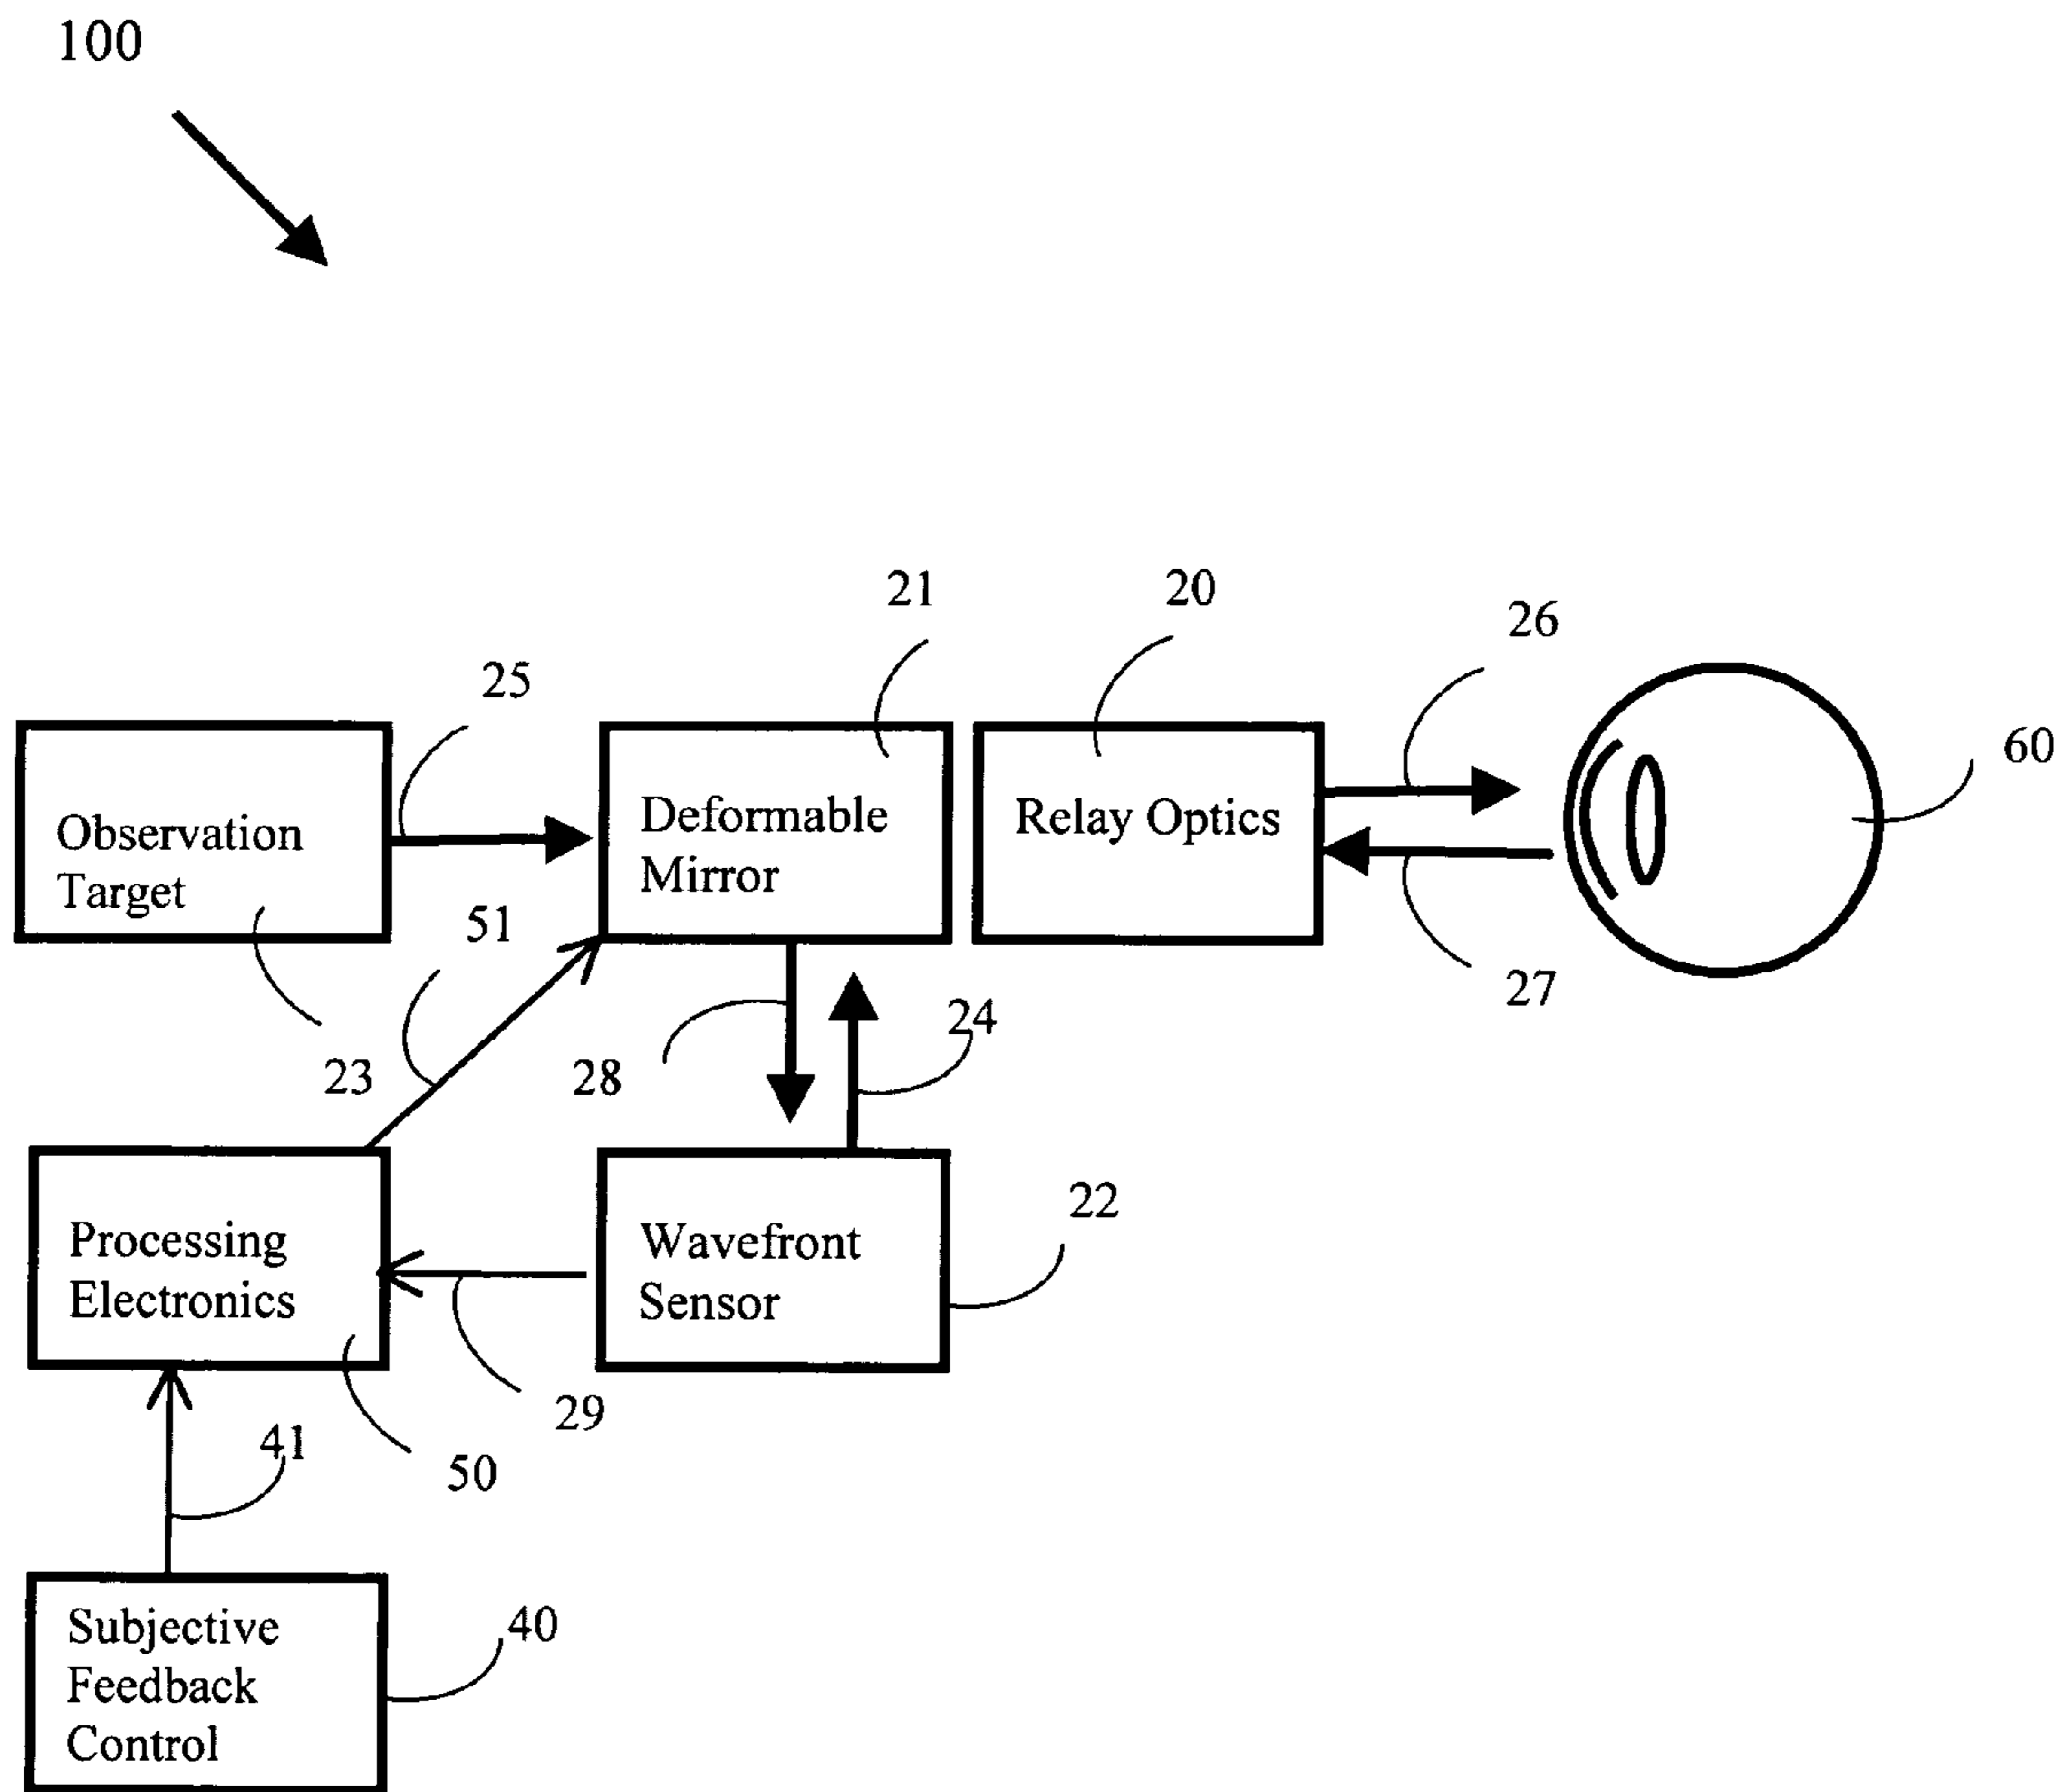 100
21
20
26
25
60
Observation
Target
Deformable
Mirror
Relay Optics
51
27
24
23
28
22
Processing
Electronics
Wavefront
Sensor
29
41
50
Subjective
Feedback
Control
40